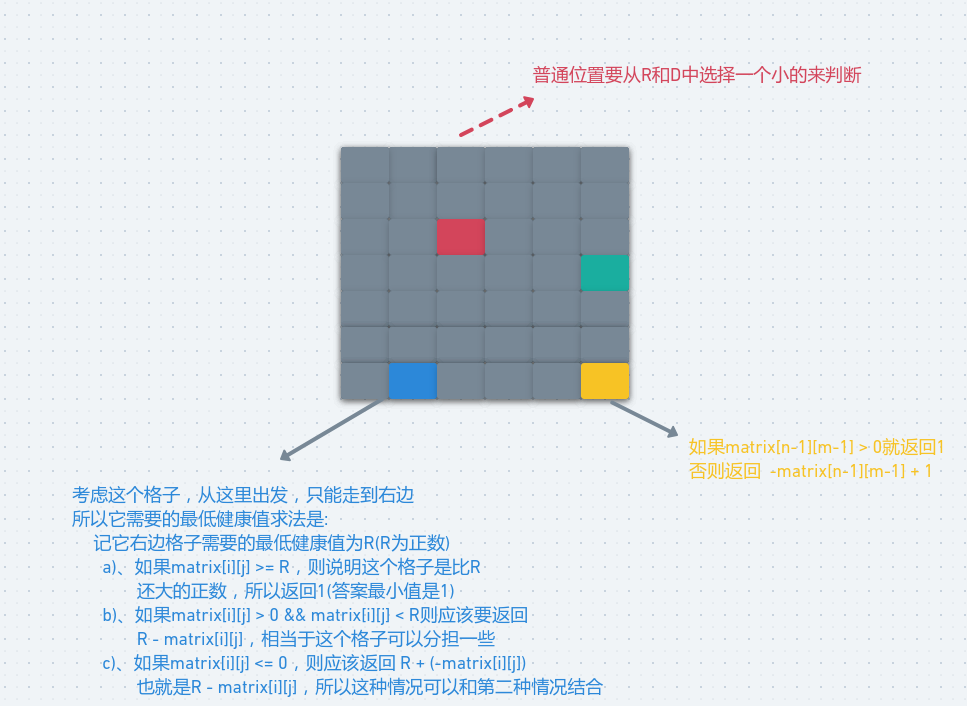 普通位置要从R和D中选择一个小的来判断
如果matrix[n-1][m-1] > 0就返回1
否则返回 -matrix[n-1][m-1] + 1
考虑这个格子，从这里出发，只能走到右边
所以它需要的最低健康值求法是:
记它右边格子需要的最低健康值为R(R为正数)
a)、如果matrix[i][j] >= R，则说明这个格子是比R
还大的正数，所以返回1(答案最小值是1)
b)、如果matrix[i][j] > 0 && matrix[i][j] < R则应该要返回
R - matrix[i][j]，相当于这个格子可以分担一些
c)、如果matrix[i][j] <= 0，则应该返回 R + (-matrix[i][j])
也就是R - matrix[i][j]，所以这种情况可以和第二种情况结合